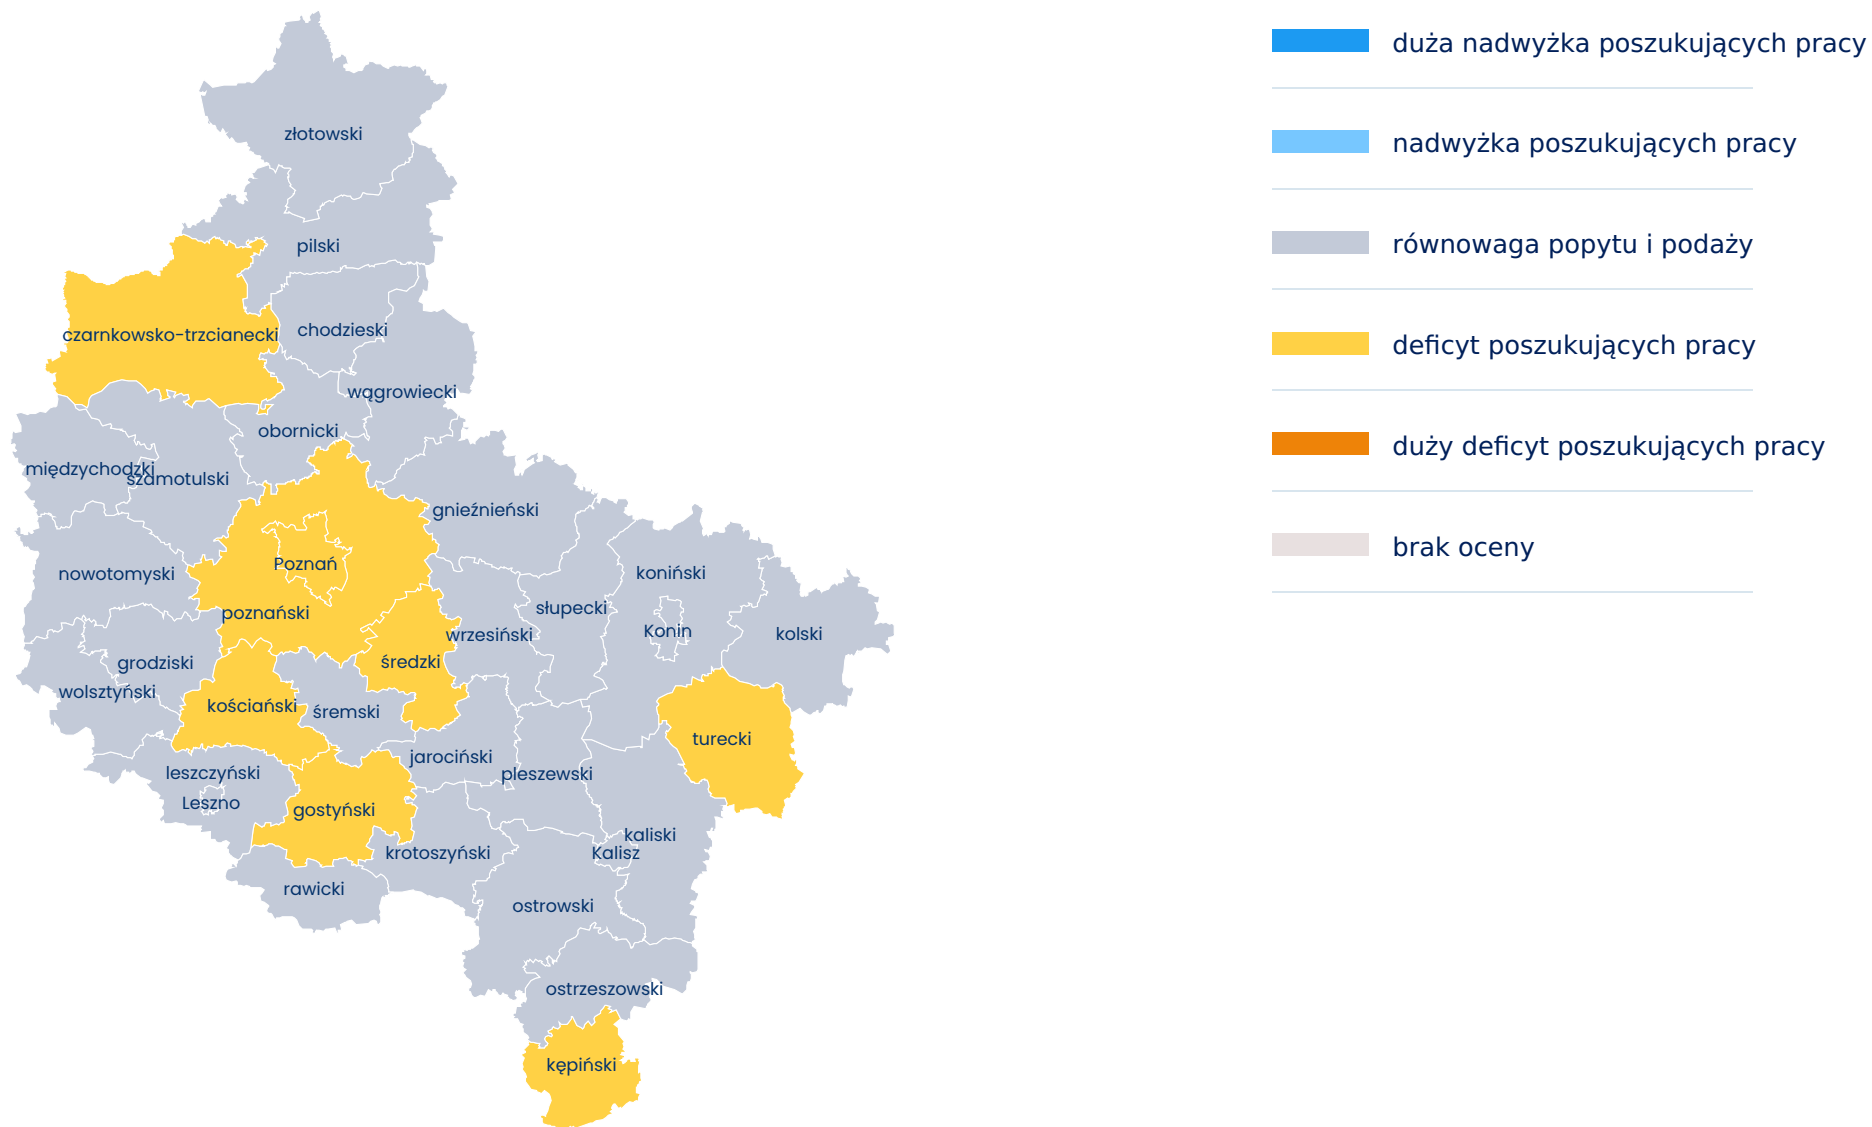 złotowski
pilski
czarnkowsko-trzcianecki
chodzieski
wągrowiecki
obornicki
międzychodzki
szamotulski
gnieźnieński
Poznań
nowotomyski
koniński
poznański
słupecki
Konin
wrzesiński
kolski
grodziski
średzki
wolsztyński
kościański
śremski
turecki
jarociński
leszczyński
pleszewski
Leszno
gostyński
kaliski
Kalisz
krotoszyński
rawicki
ostrowski
ostrzeszowski
kępiński
duża nadwyżka poszukujących pracy
nadwyżka poszukujących pracy
równowaga popytu i podaży
deficyt poszukujących pracy
duży deficyt poszukujących pracy
brak oceny